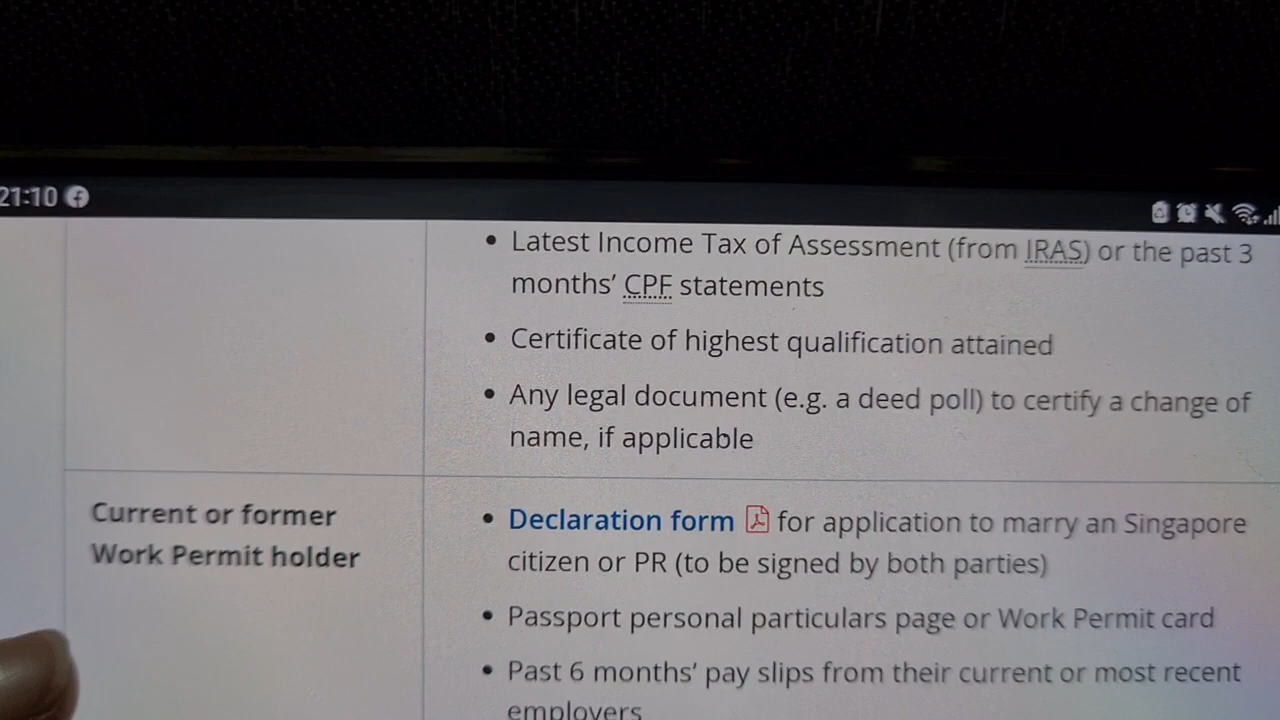 21:10
Latest Income Tax of Assessment (from IRAS) or the past 3
months’ CPF statements
Certificate of highest qualification attained
Any legal document (e.g. a deed poll) to certify a change of
name, if applicable
Current or former
Work Permit holder
Declaration form for application to marry an Singapore
citizen or PR (to be signed by both parties)
Passport personal particulars page or Work Permit card
Past 6 months’ pay slips from their current or most recent
employers